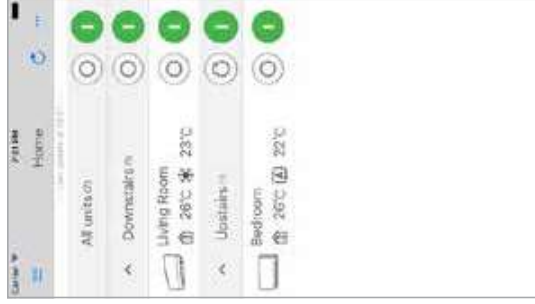 Home
All units
Downstairs
Living Room
26°C 23°C
Upstairs
Bedroom
26°C A 22°C